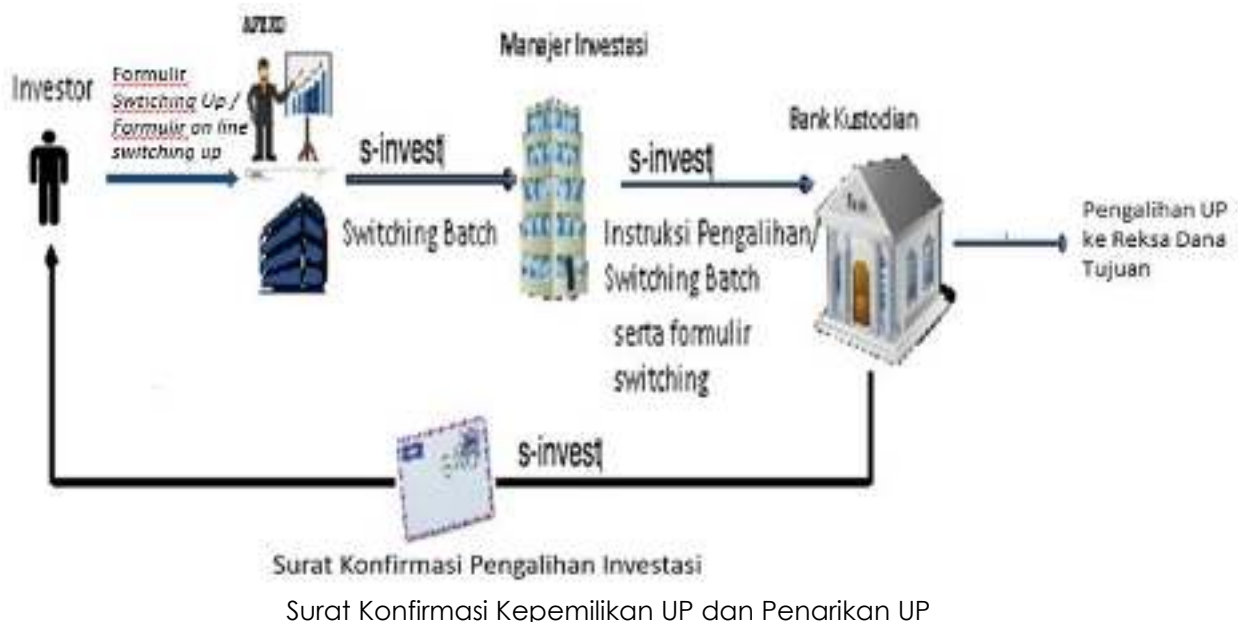 Manajer Investasi
Investor
Formulir
Swtiching Up /
Formulir on line
switching up
s-invest
Switching Batch
Bank Kustodian
s-invest
Instruksi Pengalihan/
Switching Batch
serta formulir
switching
Pengalihan UP
ke Reksa Dana
Tujuan
s-invest
Surat Konfirmasi Pengalihan Investasi
Surat Konfirmasi Kepemilikan UP dan Penarikan UP